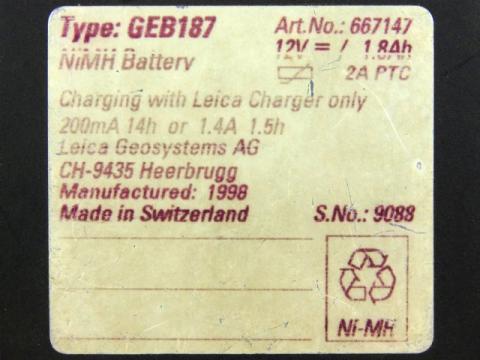 Type: GEB187 Art.No.: 667147
NiMH Battery 12V = / 1.8Ah
2A PTC
Charging with Leica Charger only
200mA 14h or 1.4A 1.5h
Leica Geosystems AG
CH-9435 Heerbrugg
Manufactured: 1998
Made in Switzerland S.No.: 9088
Ni-MH